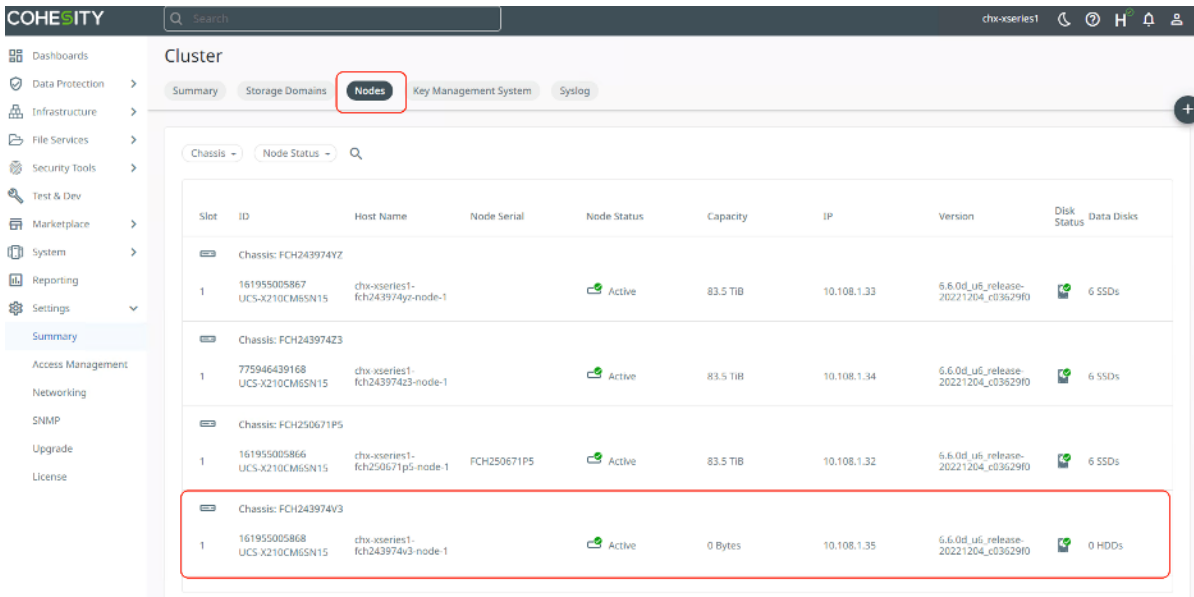 COHESITY
Search
chx-xseries1
H
Dashboards
Data Protection
Infrastructure
File Services
Security Tools
Test & Dev
Marketplace
System
Reporting
Settings
Summary
Access Management
Networking
SNMP
Upgrade
License
Cluster
Summary Storage Domains Nodes Key Management System Syslog
Chassis Node Status
Slot ID Host Name Node Serial Node Status Capacity IP Version Disk Status Data Disks
Chassis: FCH243974YZ
1 161955005867 UCS-X210CM6SN15 chx-xseries1-fch243974yz-node-1 Active 83.5 TiB 10.108.1.33 6.6.0d_u6_release-20221204_c03629f0 6 SSDs
Chassis: FCH243974Z3
1 775946439168 UCS-X210CM6SN15 chx-xseries1-fch243974z3-node-1 Active 83.5 TiB 10.108.1.34 6.6.0d_u6_release-20221204_c03629f0 6 SSDs
Chassis: FCH250671P5
1 161955005866 UCS-X210CM6SN15 chx-xseries1-fch250671p5-node-1 FCH250671P5 Active 83.5 TiB 10.108.1.32 6.6.0d_u6_release-20221204_c03629f0 6 SSDs
Chassis: FCH243974V3
1 161955005868 UCS-X210CM6SN15 chx-xseries1-fch243974v3-node-1 Active 0 Bytes 10.108.1.35 6.6.0d_u6_release-20221204_c03629f0 0 HDDs